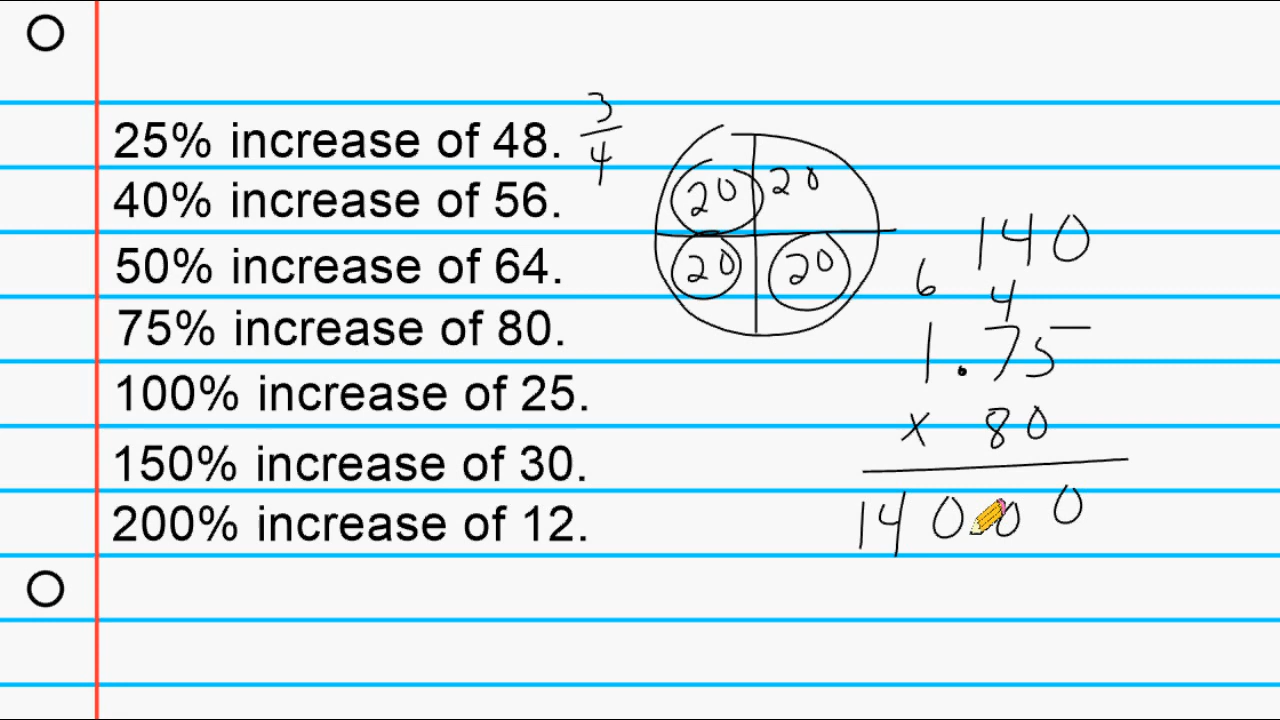 25% increase of 48.
40% increase of 56.
50% increase of 64.
75% increase of 80.
100% increase of 25.
150% increase of 30.
200% increase of 12.
3
4
20 20
20 20
140
6 4
1.75
x 80
14000